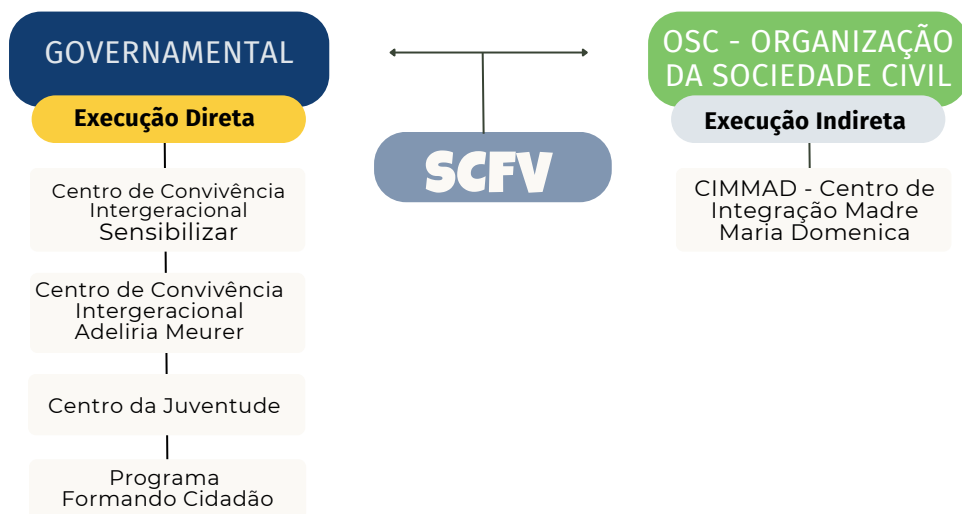 GOVERNAMENTAL
Execução Direta
Centro de Convivência
Intergeracional
Sensibilizar
Centro de Convivência
Intergeracional
Adeliria Meurer
Centro da Juventude
Programa
Formando Cidadão
SCFV
OSC - ORGANIZAÇÃO
DA SOCIEDADE CIVIL
Execução Indireta
CIMMAD - Centro de
Integração Madre
Maria Domenica